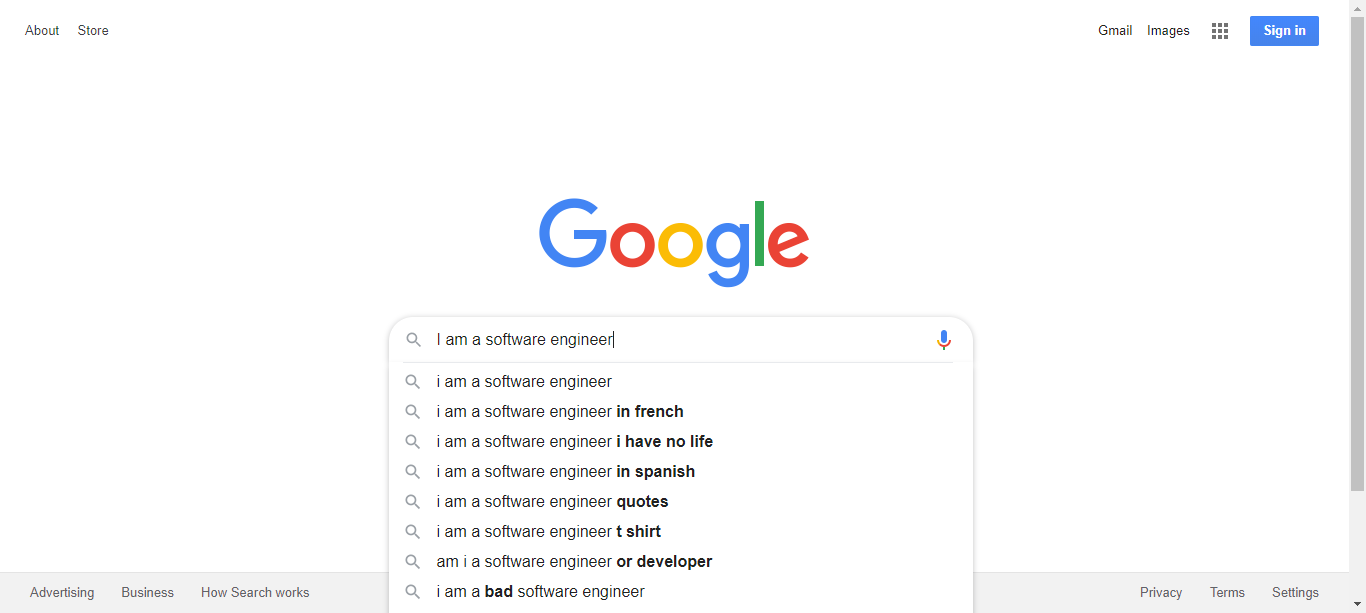 About Store
Gmail Images Sign in
Google
I am a software engineer
i am a software engineer
i am a software engineer in french
i am a software engineer i have no life
i am a software engineer in spanish
i am a software engineer quotes
i am a software engineer t shirt
am i a software engineer or developer
i am a bad software engineer
Advertising Business How Search works
Privacy Terms Settings